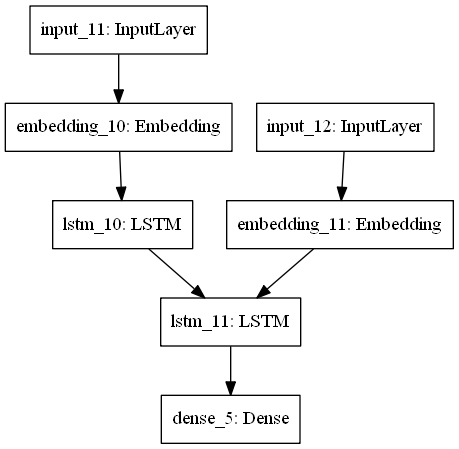 input_11: InputLayer
embedding_10: Embedding
input_12: InputLayer
lstm_10: LSTM
embedding_11: Embedding
lstm_11: LSTM
dense_5: Dense